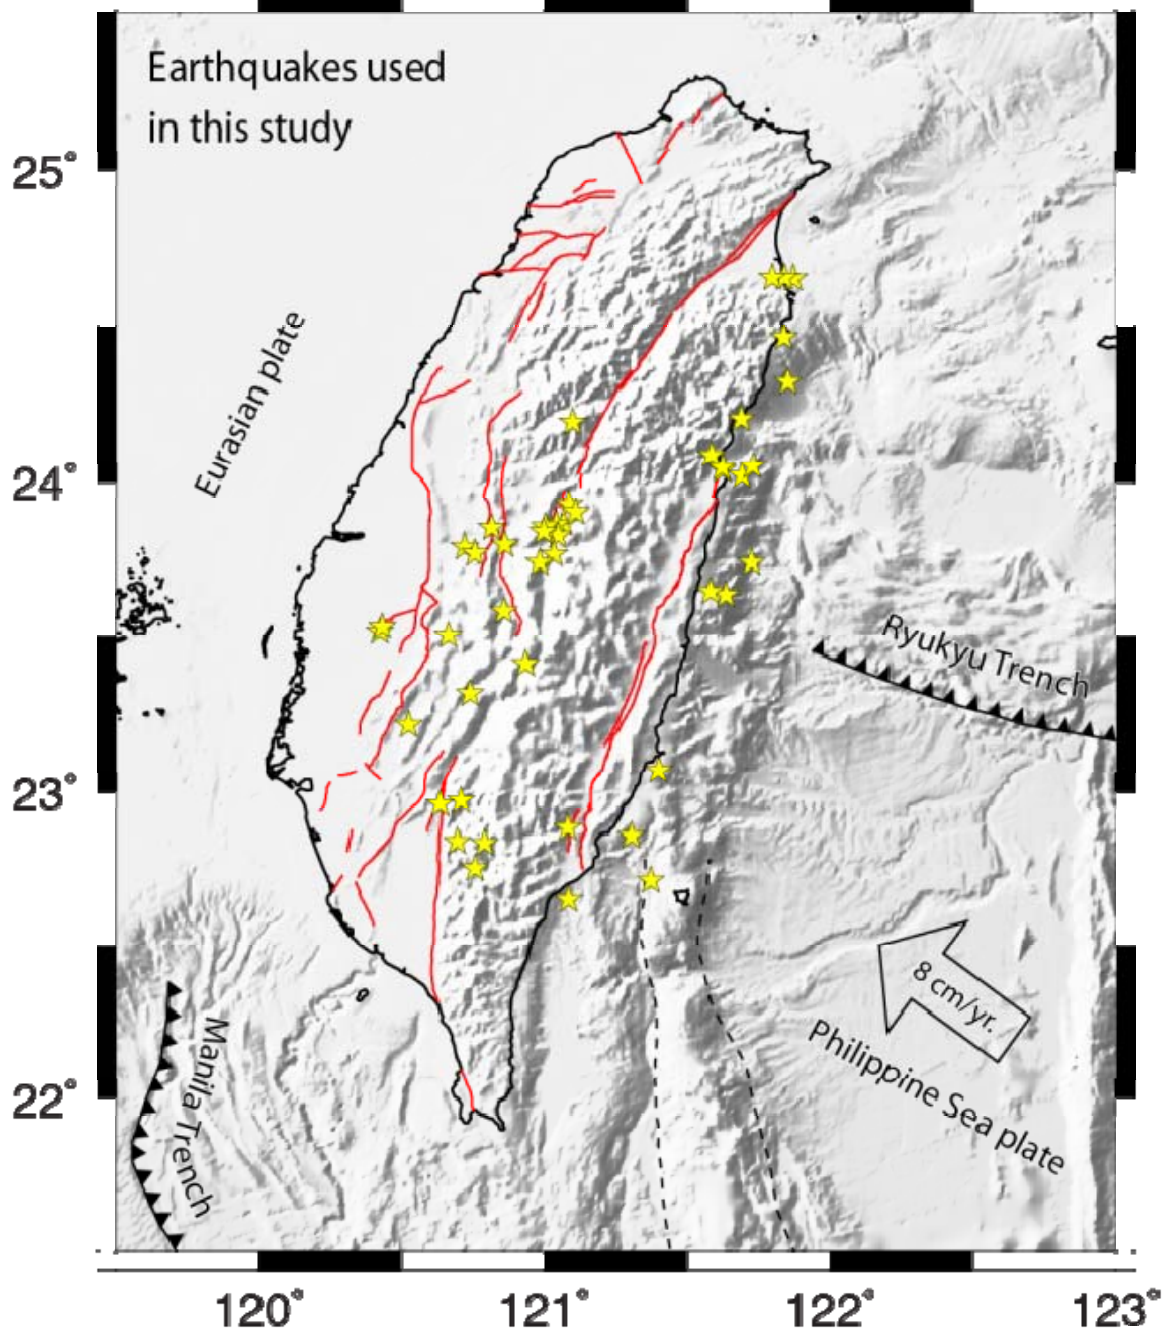 Earthquakes used
in this study
25°
Eurasian plate
24°
Ryukyu Trench
23°
8 cm/yr.
Philippine Sea plate
Manila Trench
22°
120°
121°
122°
123°